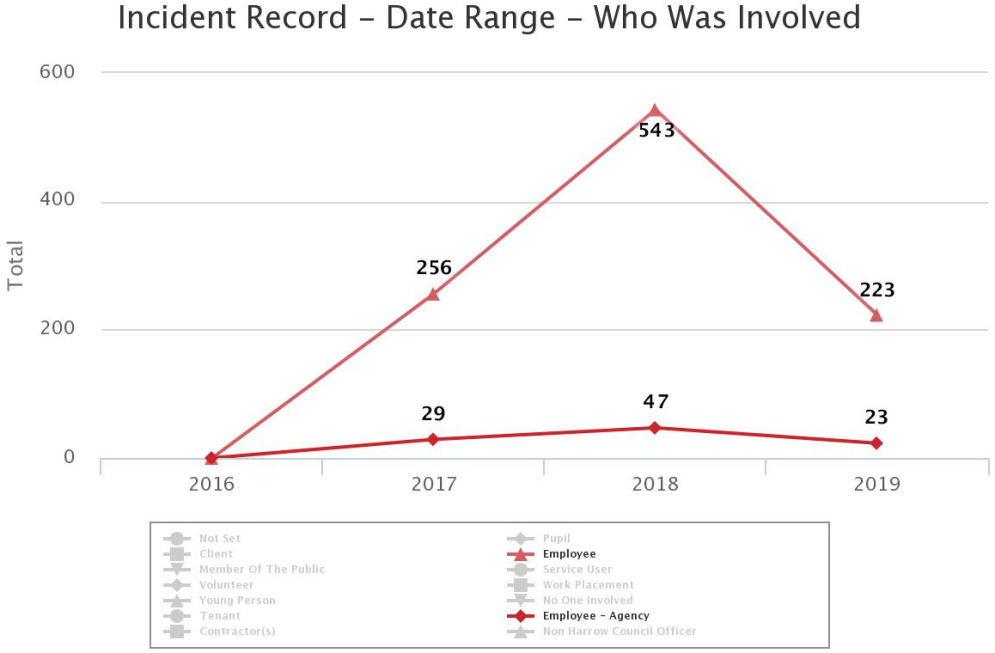 Incident Record – Date Range – Who Was Involved
600
400
200
0
Total
543
256
223
29
47
23
2016
2017
2018
2019
Not Set
Client
Member Of The Public
Volunteer
Young Person
Tenant
Contractor(s)
Pupil
Employee
Service User
Work Placement
No One Involved
Employee – Agency
Non Harrow Council Officer